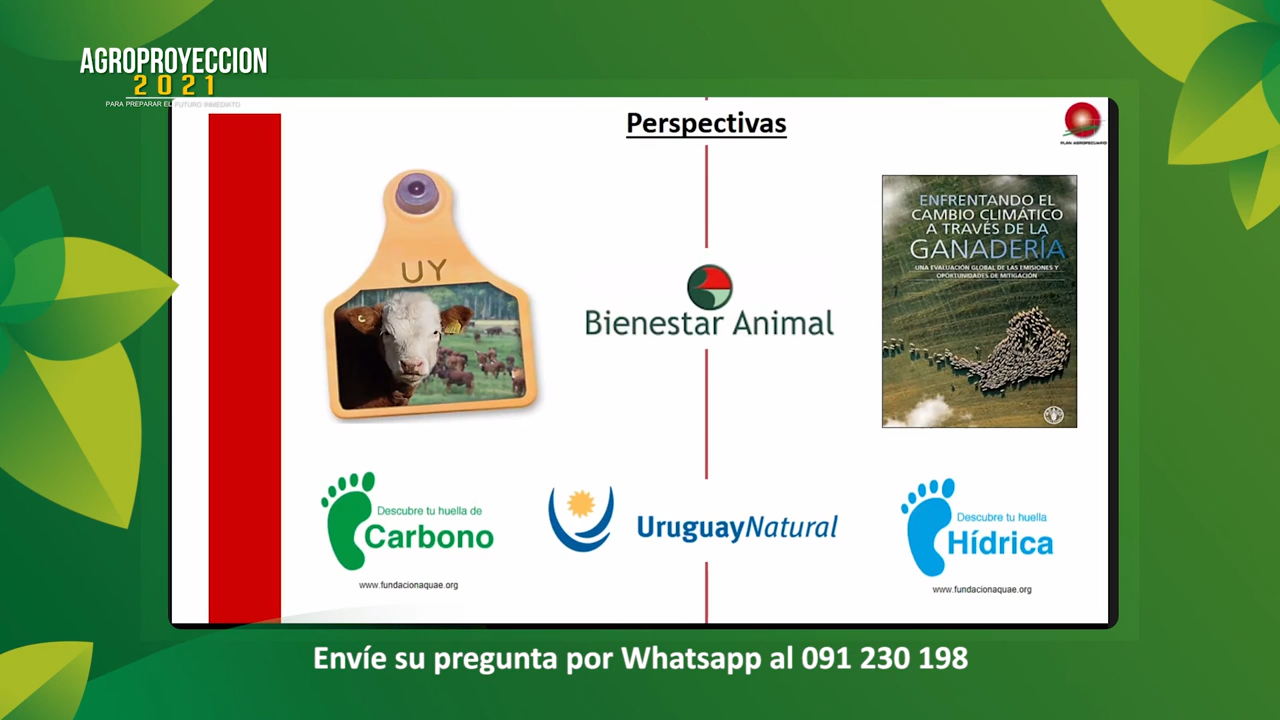 AGROPROYECCION
2021
PARA PREPARAR EL FUTURO INMEDIATO
Perspectivas
PLAN AGROPECUARIO
UY
ENFRENTANDO EL
CAMBIO CLIMÁTICO
A TRAVÉS DE LA
GANADERÍA
UNA EVALUACIÓN GLOBAL DE LAS EMISIONES Y
OPORTUNIDADES DE MITIGACIÓN
Bienestar Animal
Descubre tu huella de
Carbono
www.fundacionaquae.org
UruguayNatural
Descubre tu huella
Hídrica
www.fundacionaquae.org
Envíe su pregunta por Whatsapp al 091 230 198